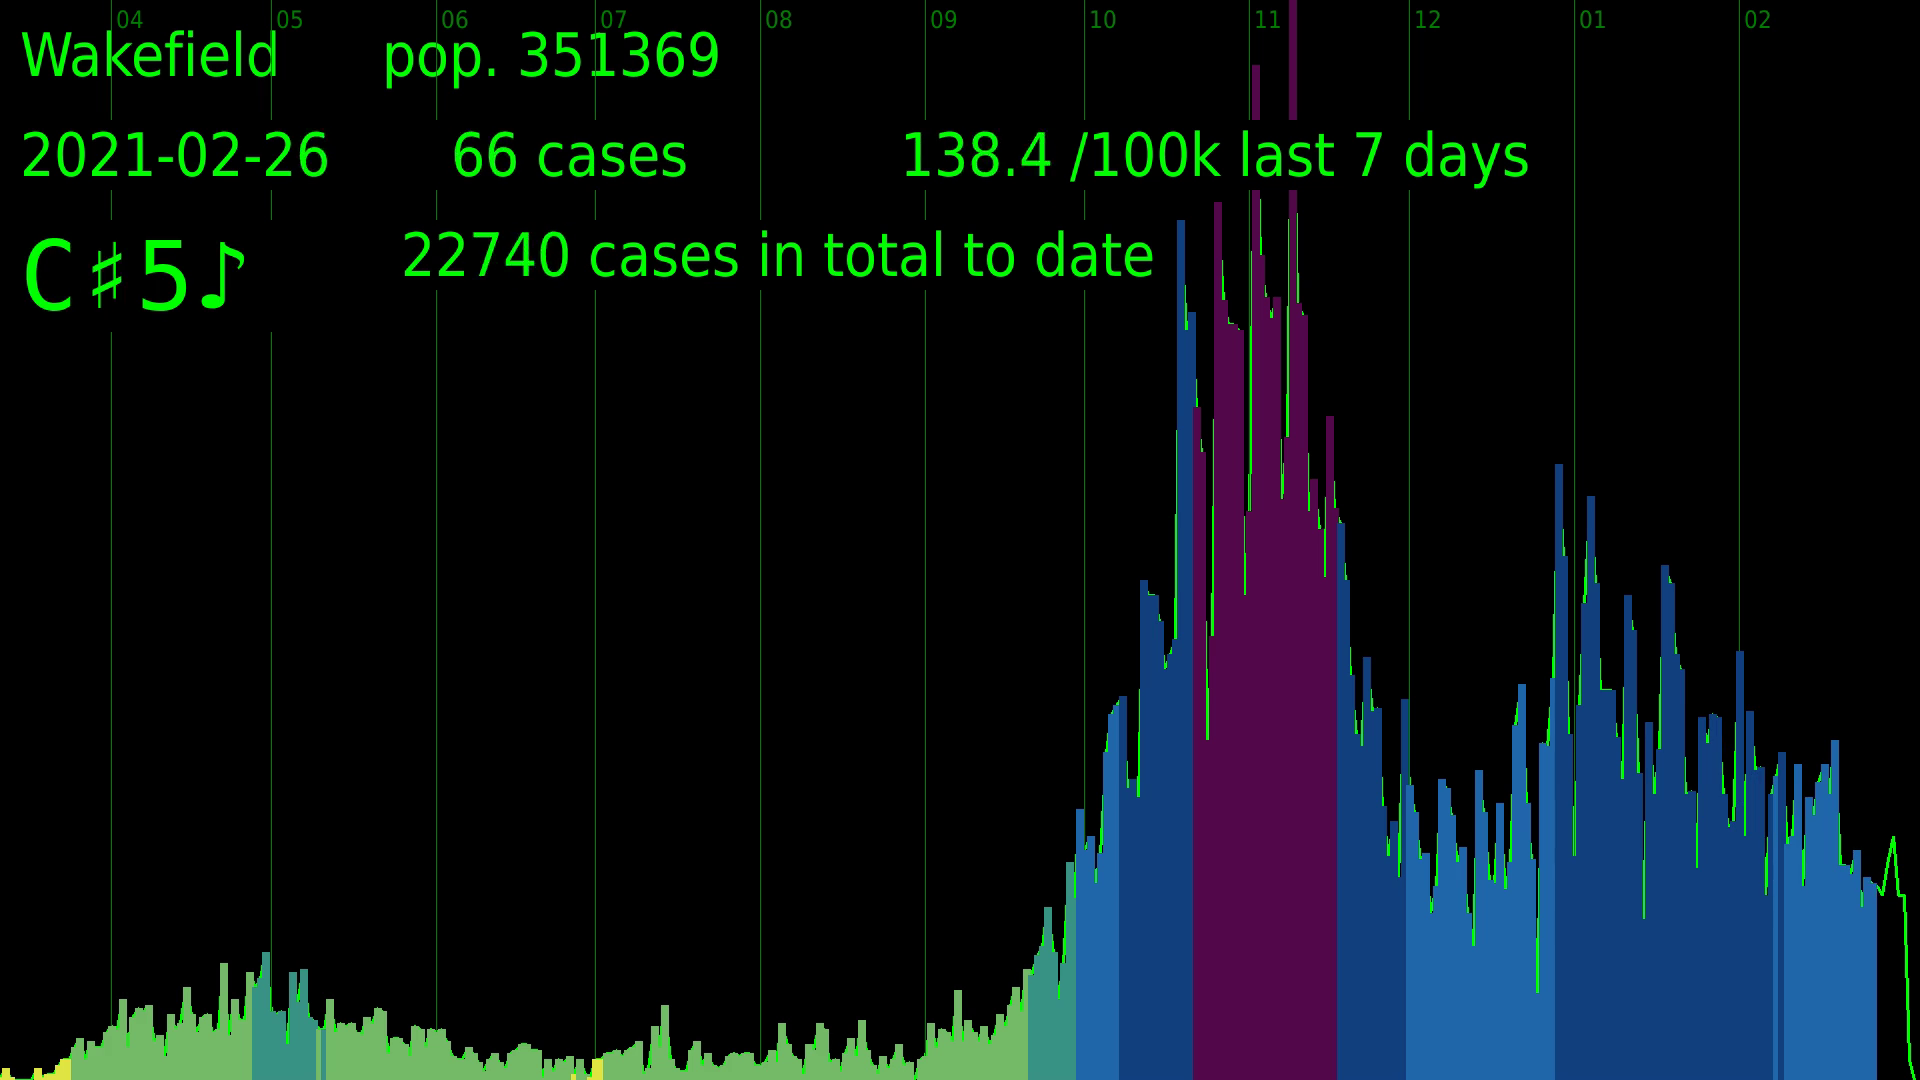 04 05 06 07 08 09 10 11 12 01 02
Wakefield pop. 351369
2021-02-26 66 cases 138.4 /100k last 7 days
C♯5♪ 22740 cases in total to date